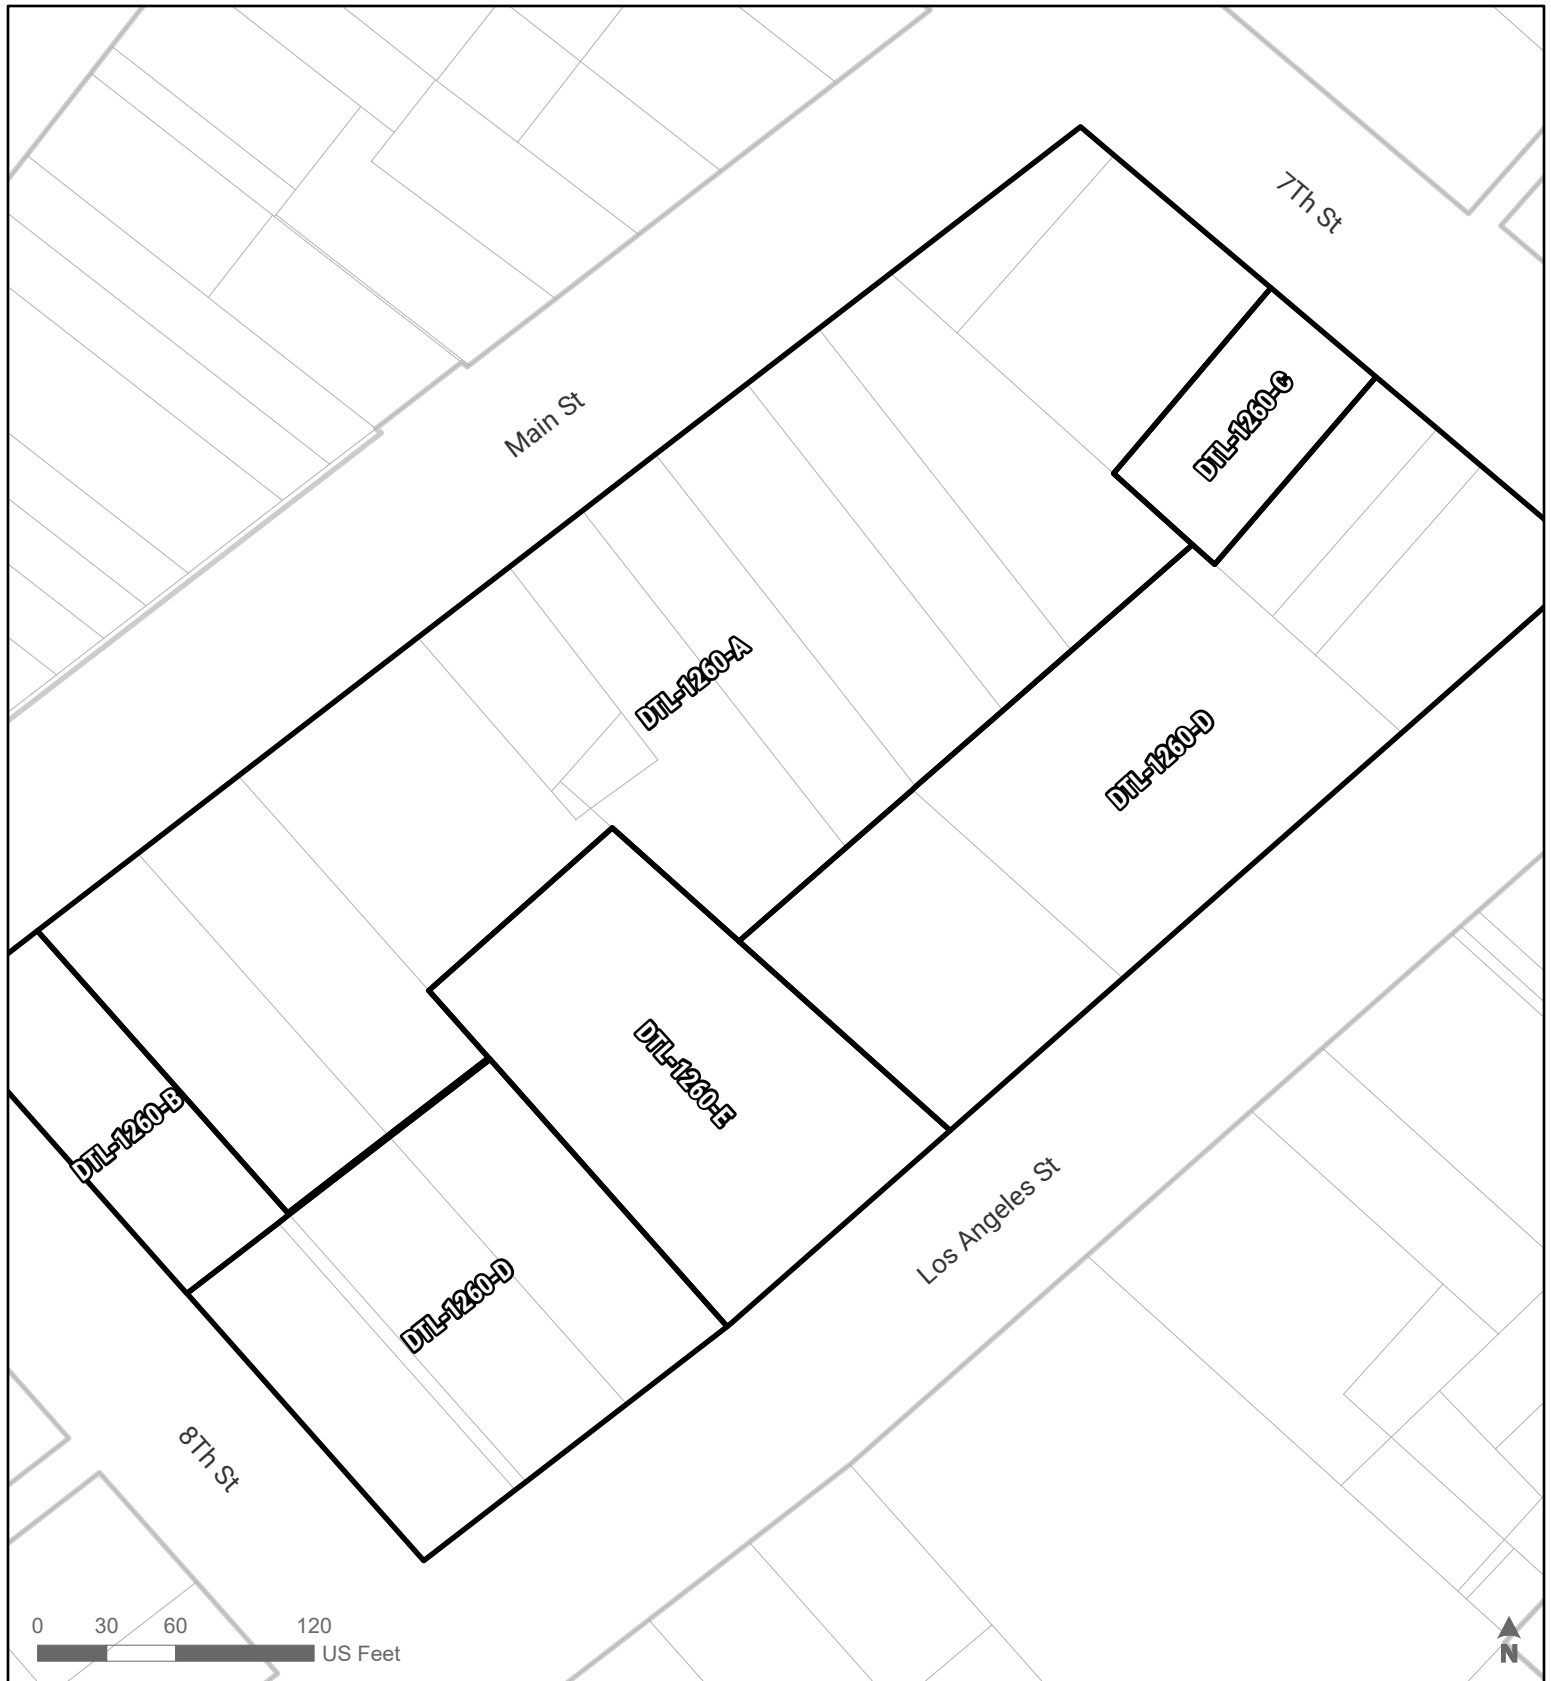 7Th St
DTL-1260-C
Main St
DTL-1260-A
DTL-1260-D
DTL-1260-E
DTL-1260-B
Los Angeles St
DTL-1260-D
8Th St
0 30 60 120
US Feet
N